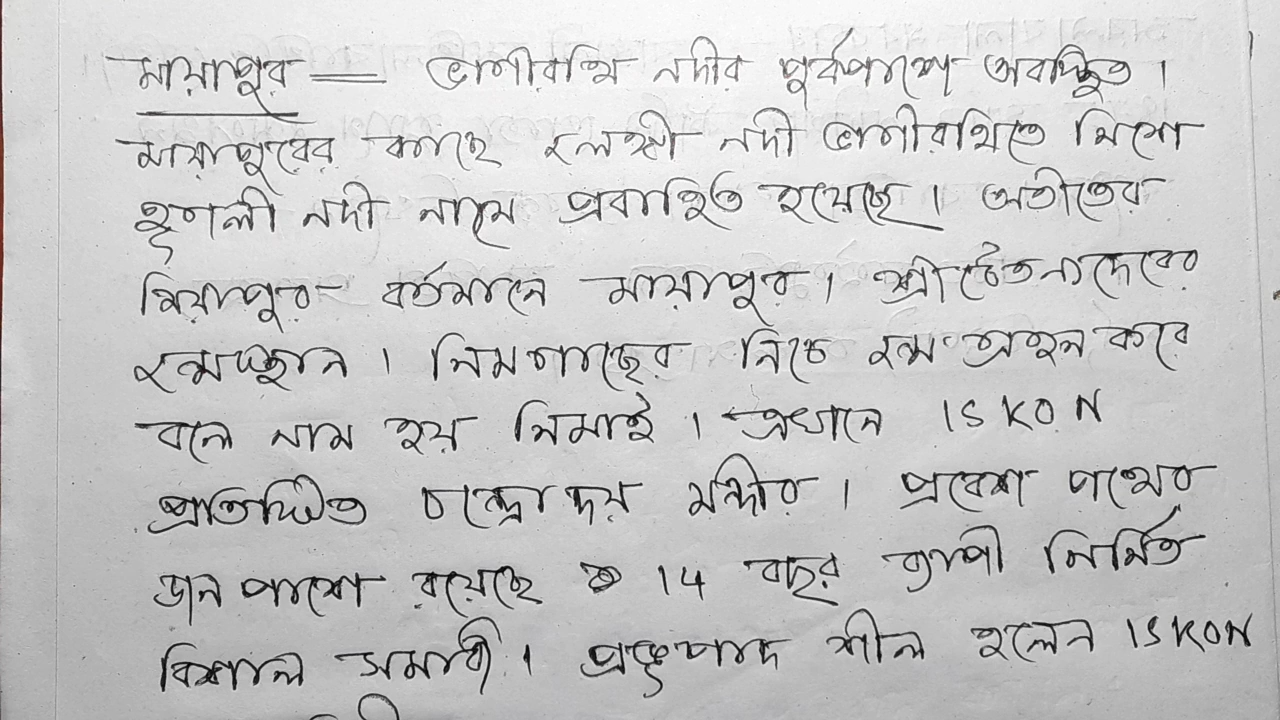 মায়াপুর — ভাগীরথি নদীর পূর্বপাশে অবস্থিত।
মায়াপুরের কাছে জলঙ্গী নদী ভাগীরথিতে মিশে
হুগলী নদী নামে প্রবাহিত হয়েছে। অতীতের
মিয়াপুর বর্তমানে মায়াপুর। শ্রীচৈতন্যদেবের
জন্মস্থান। নিমগাছের নিচে জন্ম গ্রহন করে
বলে নাম হয় নিমাই। এখানে ISKON
প্রতিষ্ঠিত চন্দ্রোদয় মন্দীর। প্রবেশ পথের
ডান পাশে রয়েছে 14 বছর ব্যাপী নির্মিত
বিশাল সমাধী। প্রভুপাদ শীল হলেন ISKON